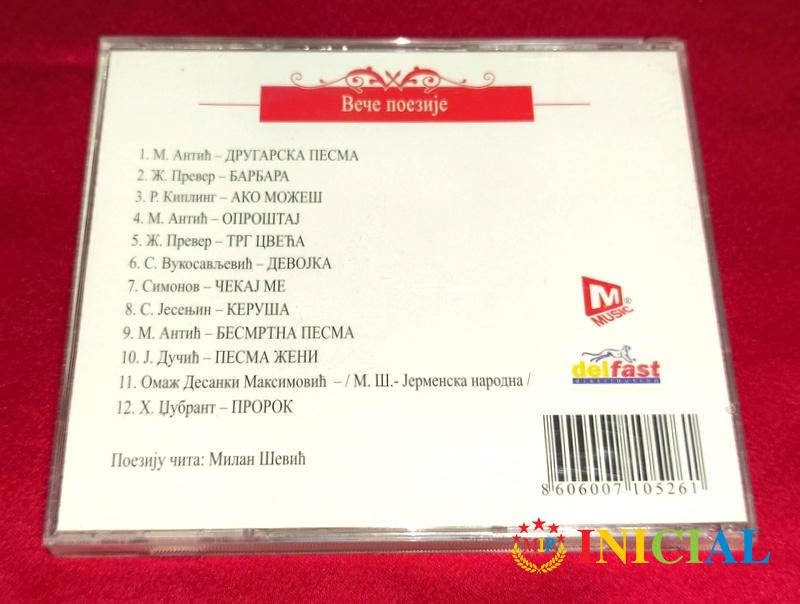 Вече поезије
1. М. Антић – ДРУГАРСКА ПЕСМА
2. Ж. Превер – БАРБАРА
3. Р. Киплинг – АКО МОЖЕШ
4. М. Антић – ОПРОШТАЈ
5. Ж. Превер – ТРГ ЦВЕЋА
6. С. Вукосављевић – ДЕВОЈКА
7. Симонов – ЧЕКАЈ МЕ
8. С. Јесењин – КЕРУША
9. М. Антић – БЕСМРТНА ПЕСМА
10. Ј. Дучић – ПЕСМА ЖЕНИ
11. Омаж Десанки Максимовић – / М. Ш.- Јерменска народна /
12. Х. Џубрант – ПРОРОК
M ®
MUSIC
delfast
distribution
Поезију чита: Милан Шевић
8 606007 105261
MP INICIAL